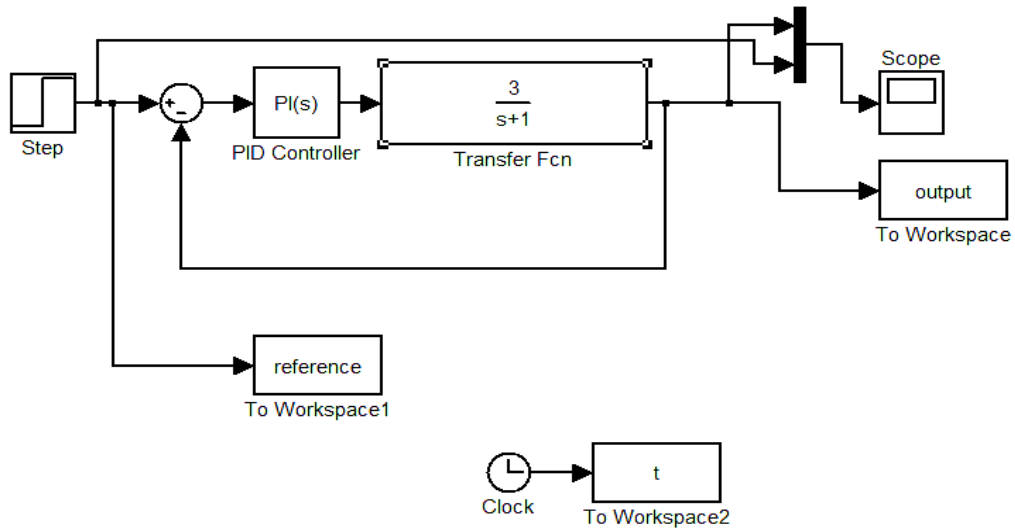 Step
+
−
PI(s)
PID Controller
3
s+1
Transfer Fcn
Scope
output
To Workspace
reference
To Workspace1
Clock
t
To Workspace2